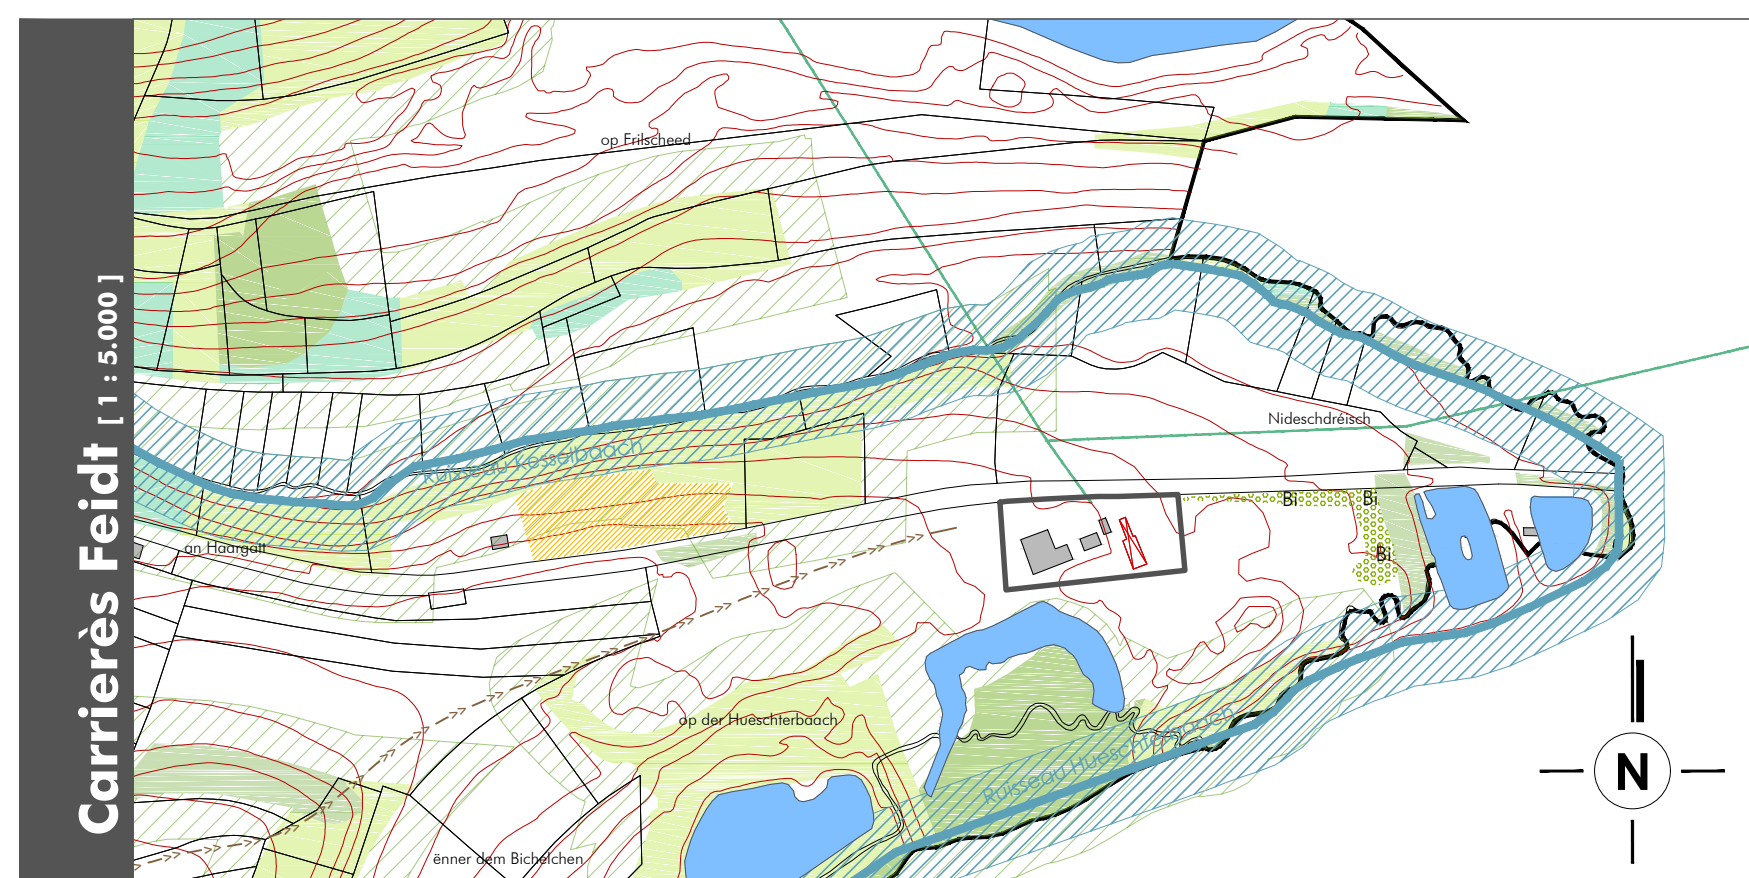 Carrierès Feidt [ 1 : 5.000 ]
op Frilscheed
Nideschdréisch
Ruisseau Kesselbaach
Bi
Bi
an Haargatt
Bi
op der Hueschterbaach
Ruisseau Hueschterbaach
N
ënner dem Bichelchen